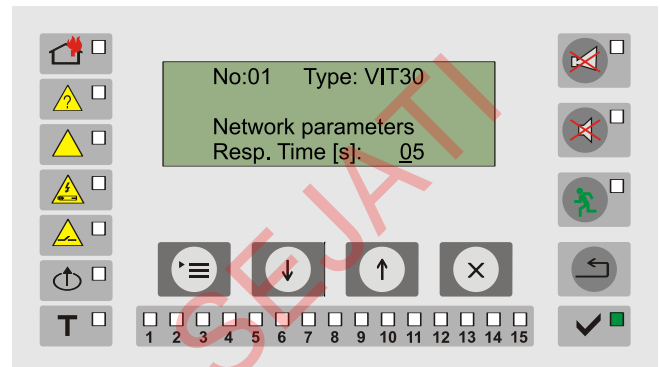 No:01 Type: VIT30
Network parameters
Resp. Time [s]: 05
?
T
1 2 3 4 5 6 7 8 9 10 11 12 13 14 15
SEJATI